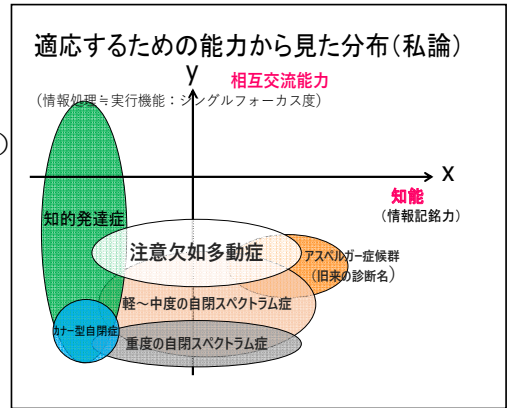 適応するための能力から見た分布(私論)
y
相互交流能力
(情報処理≒実行機能：シングルフォーカス度)
x
知能
(情報記銘力)
知的発達症
注意欠如多動症
アスペルガー症候群
(旧来の診断名)
軽～中度の自閉スペクトラム症
カナー型自閉症
重度の自閉スペクトラム症